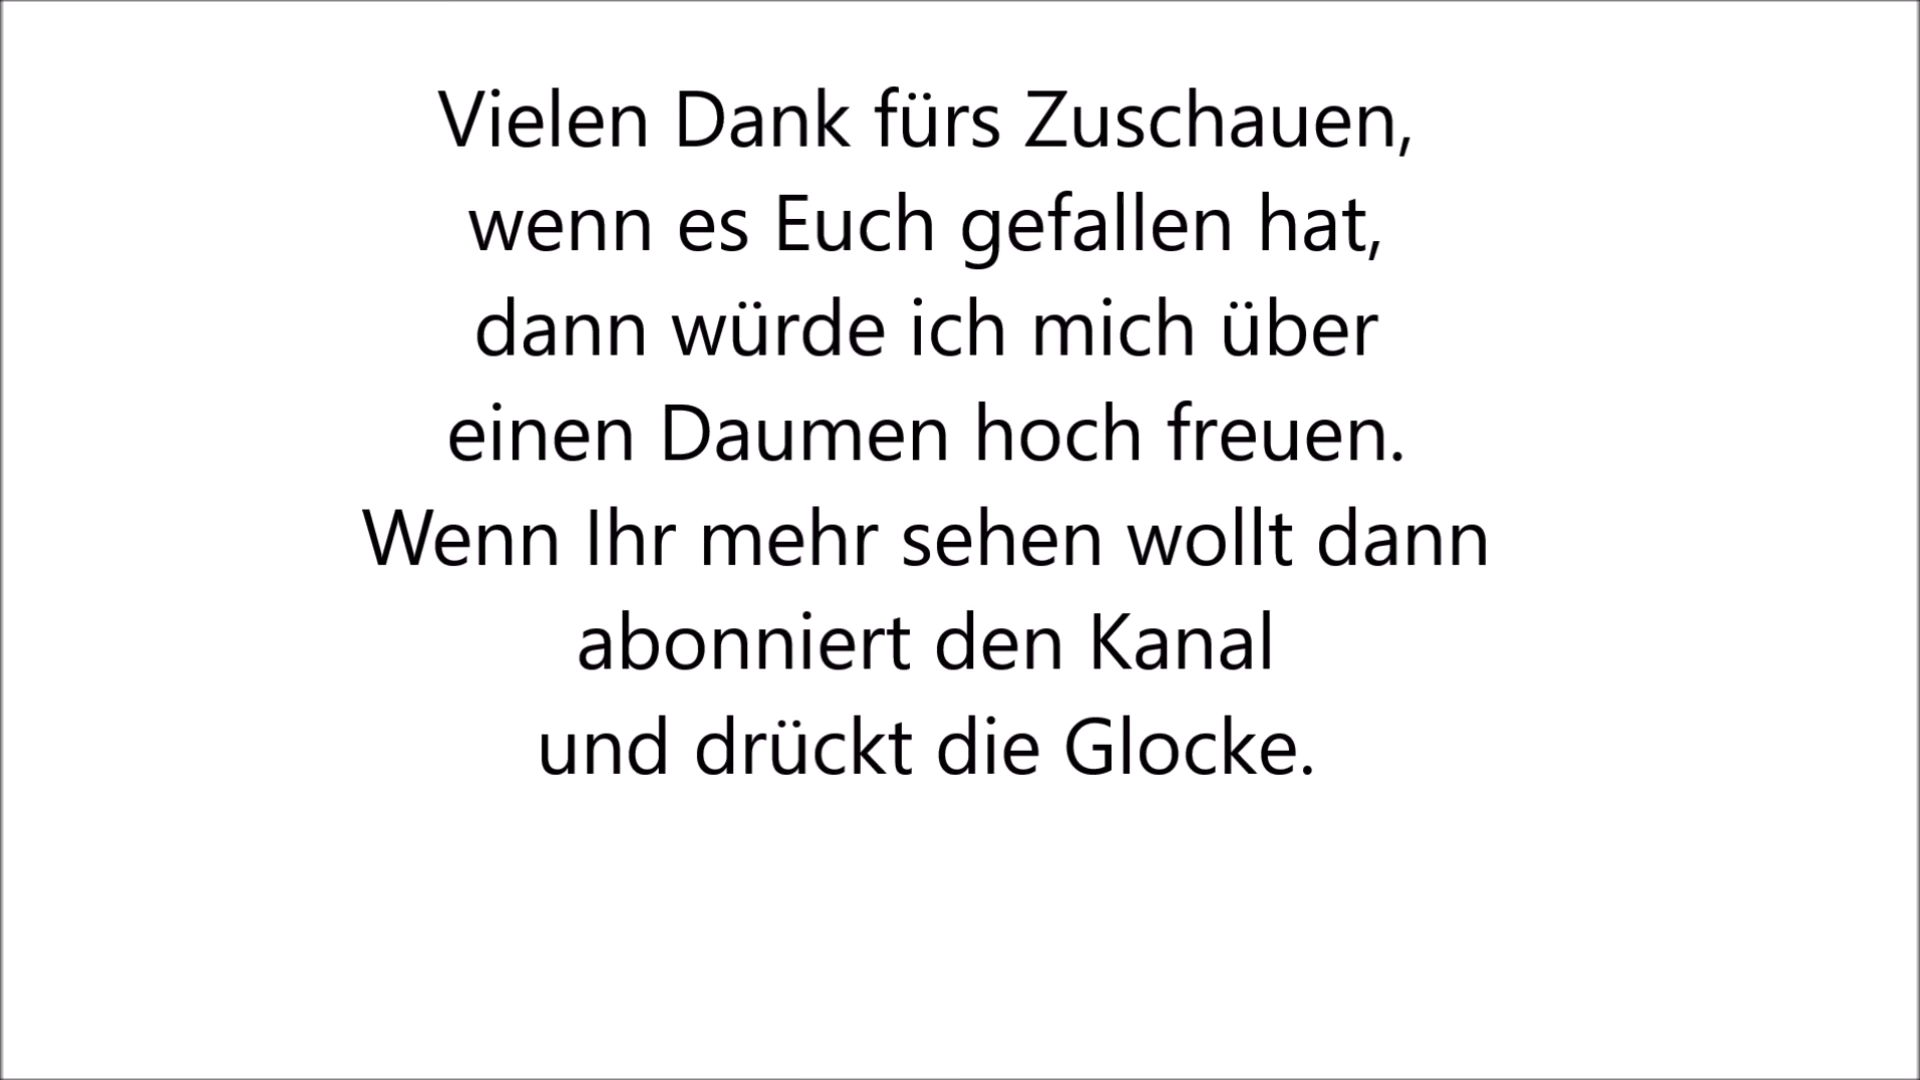 Vielen Dank fürs Zuschauen,
wenn es Euch gefallen hat,
dann würde ich mich über
einen Daumen hoch freuen.
Wenn Ihr mehr sehen wollt dann
abonniert den Kanal
und drückt die Glocke.